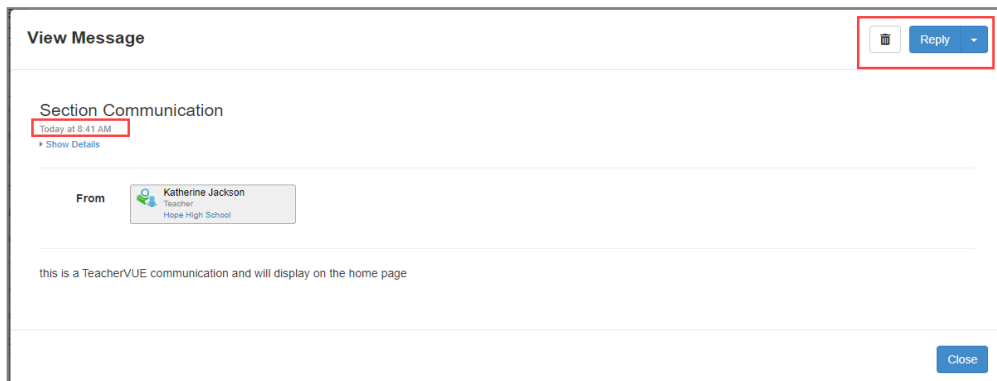 View Message
Reply
Section Communication
Today at 8:41 AM
Show Details
From
Katherine Jackson
Teacher
Hope High School
this is a TeacherVUE communication and will display on the home page
Close